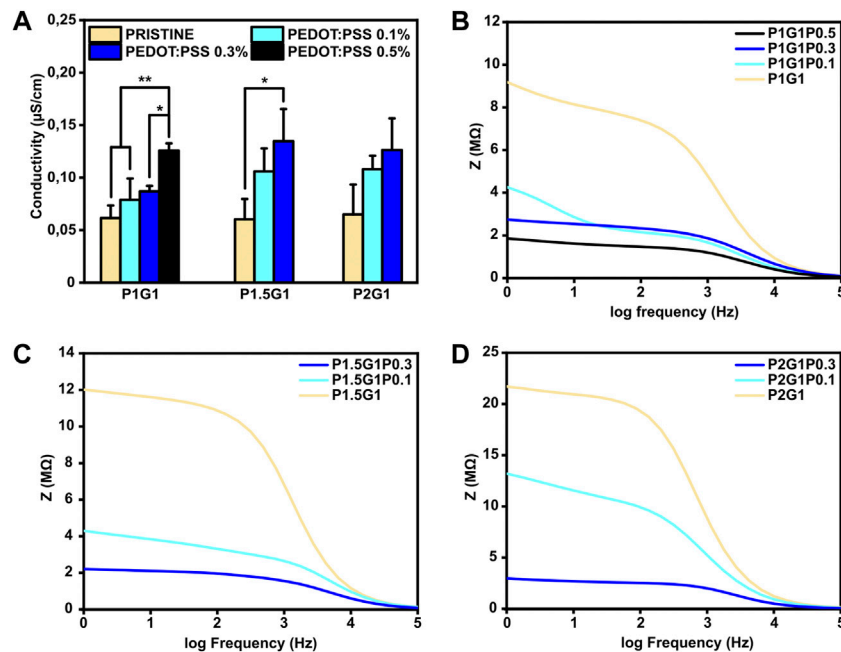 A
PRISTINE
PEDOT:PSS 0.1%
PEDOT:PSS 0.3%
PEDOT:PSS 0.5%
0,20
0,15
0,10
0,05
0
Conductivity (µS/cm)
**
*
*
P1G1
P1.5G1
P2G1
B
P1G1P0.5
P1G1P0.3
P1G1P0.1
P1G1
12
10
8
6
4
2
0
Z (MΩ)
0 1 2 3 4 5
log frequency (Hz)
C
P1.5G1P0.3
P1.5G1P0.1
P1.5G1
14
12
10
8
6
4
2
0
Z (MΩ)
0 1 2 3 4 5
log Frequency (Hz)
D
P2G1P0.3
P2G1P0.1
P2G1
25
20
15
10
5
0
Z (MΩ)
0 1 2 3 4 5
log Frequency (Hz)